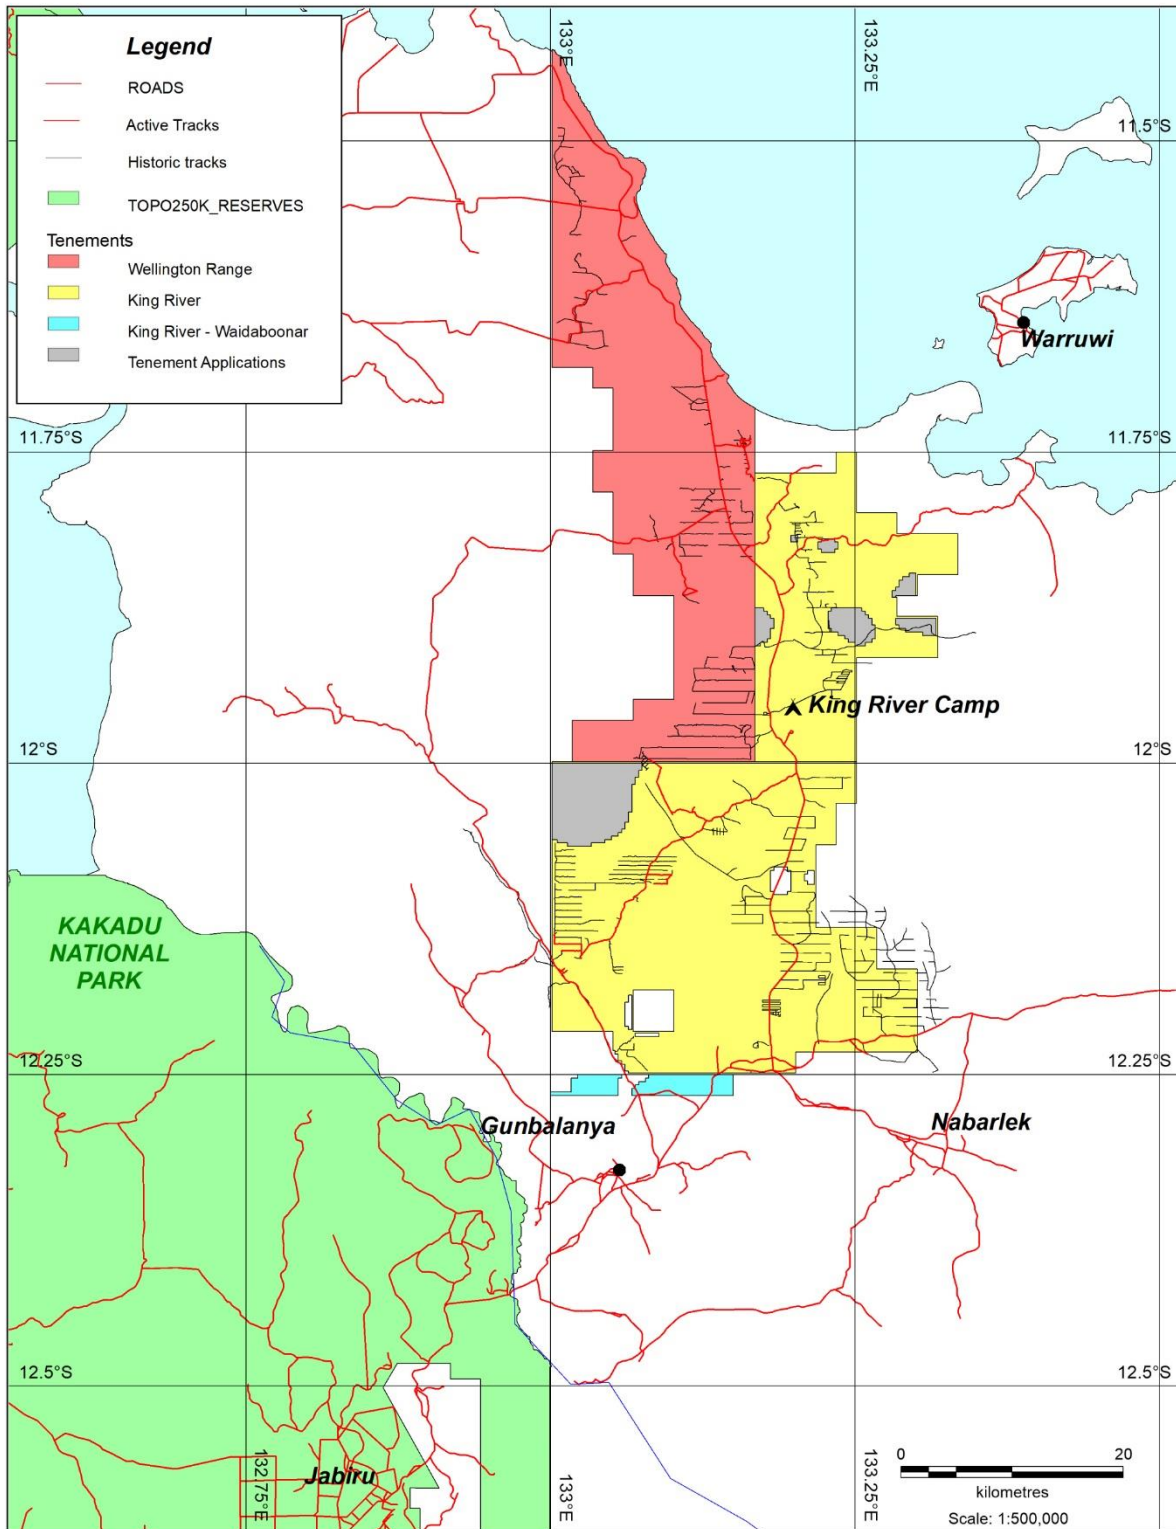 Legend
ROADS
Active Tracks
Historic tracks
TOPO250K_RESERVES
Tenements
Wellington Range
King River
King River - Waidaboonar
Tenement Applications
133°E
133.25°E
11.5°S
Warruwi
11.75°S
11.75°S
King River Camp
12°S
12°S
KAKADU
NATIONAL
PARK
12.25°S
12.25°S
Gunbalanya
Nabarlek
12.5°S
12.5°S
Jabiru
132.75°E
133°E
133.25°E
0
20
kilometres
Scale: 1:500,000